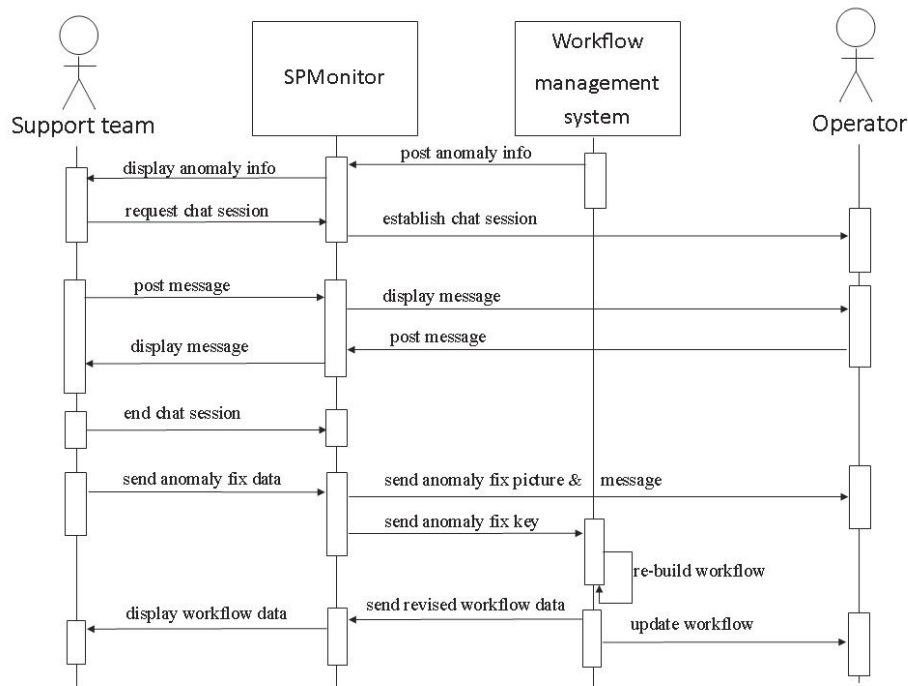 Support team
SPMonitor
Workflow
management
system
Operator
post anomaly info
display anomaly info
request chat session
establish chat session
post message
display message
post message
display message
end chat session
send anomaly fix data
send anomaly fix picture & message
send anomaly fix key
re-build workflow
send revised workflow data
display workflow data
update workflow